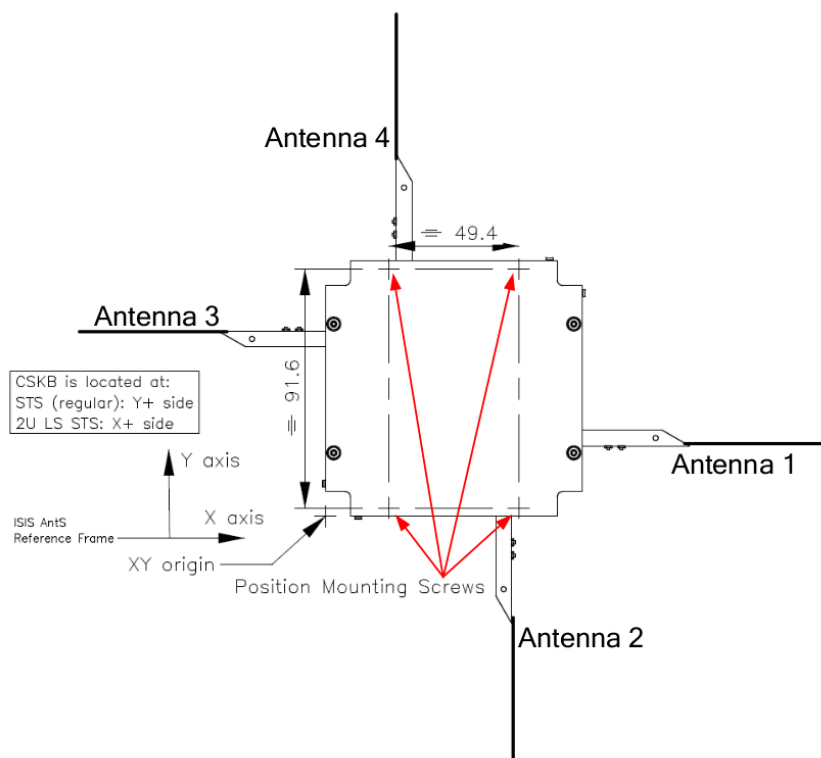 Antenna 4
= 49.4
Antenna 3
= 91.6
CSKB is located at:
STS (regular): Y+ side
2U LS STS: X+ side
Y axis
Antenna 1
X axis
ISIS AntS
Reference Frame
XY origin
Position Mounting Screws
Antenna 2